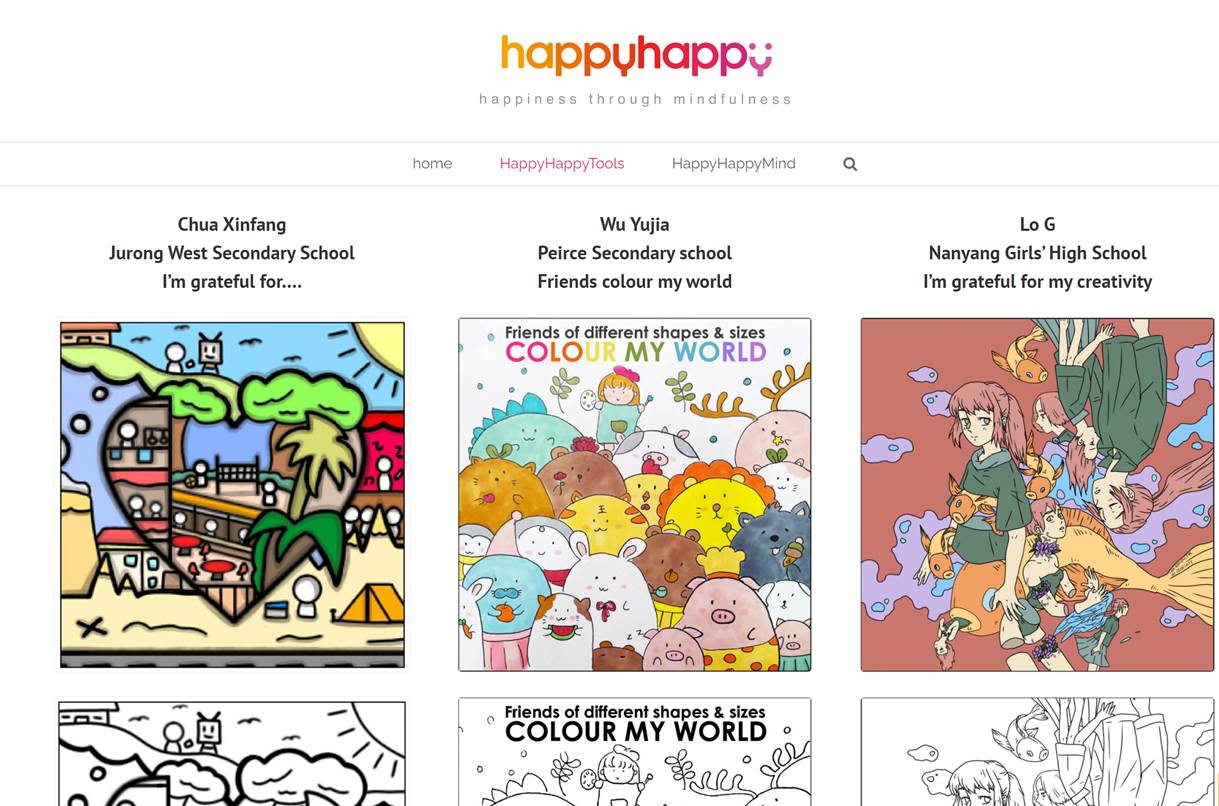 happyhappy
happiness through mindfulness
home HappyHappyTools HappyHappyMind
Chua Xinfang
Jurong West Secondary School
I'm grateful for....
Wu Yujia
Peirce Secondary school
Friends colour my world
Lo G
Nanyang Girls' High School
I'm grateful for my creativity
Friends of different shapes & sizes
COLOUR MY WORLD
Friends of different shapes & sizes
COLOUR MY WORLD